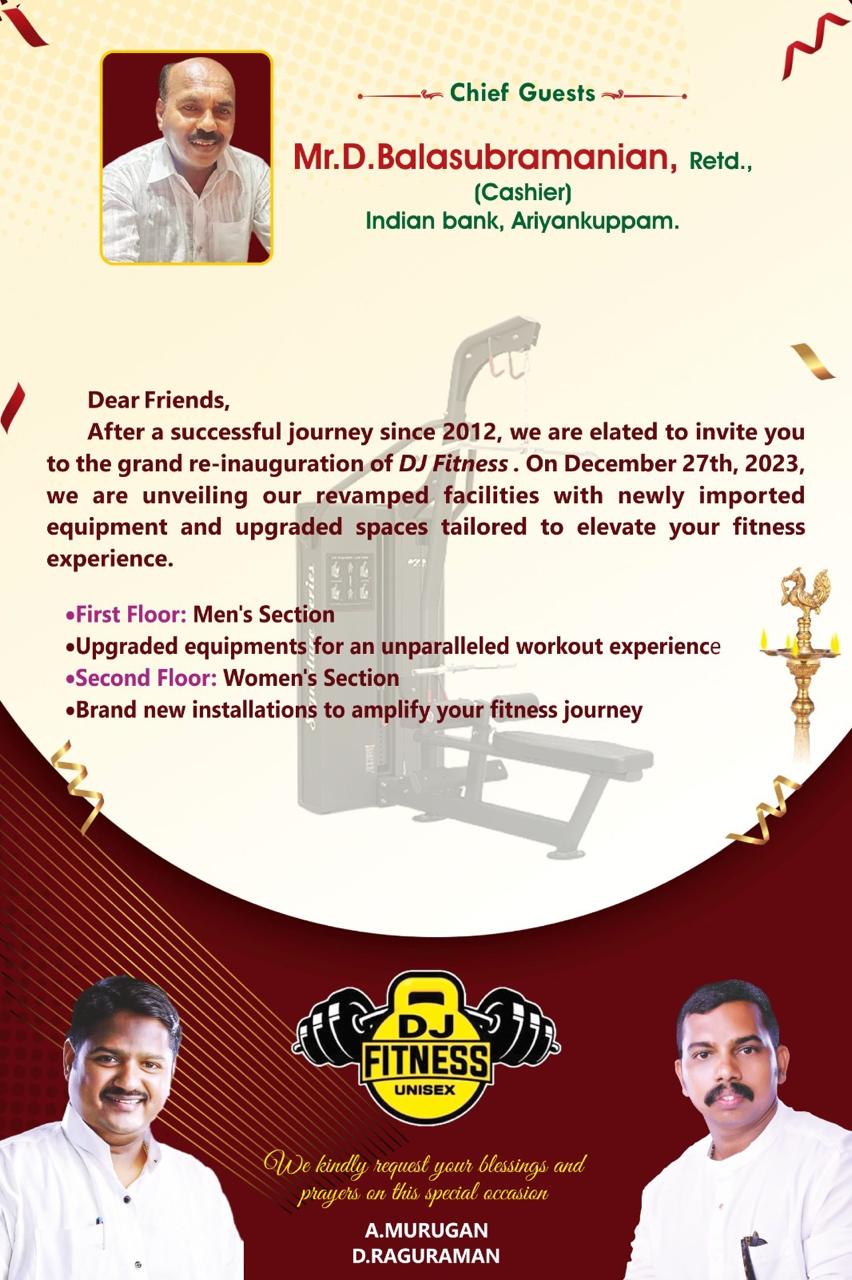 Chief Guests
Mr.D.Balasubramanian, Retd.,
(Cashier)
Indian bank, Ariyankuppam.
Dear Friends,
After a successful journey since 2012, we are elated to invite you
to the grand re-inauguration of DJ Fitness . On December 27th, 2023,
we are unveiling our revamped facilities with newly imported
equipment and upgraded spaces tailored to elevate your fitness
experience.
•First Floor: Men's Section
•Upgraded equipments for an unparalleled workout experience
•Second Floor: Women's Section
•Brand new installations to amplify your fitness journey
DJ
FITNESS
UNISEX
We kindly request your blessings and
prayers on this special occasion
A.MURUGAN
D.RAGURAMAN